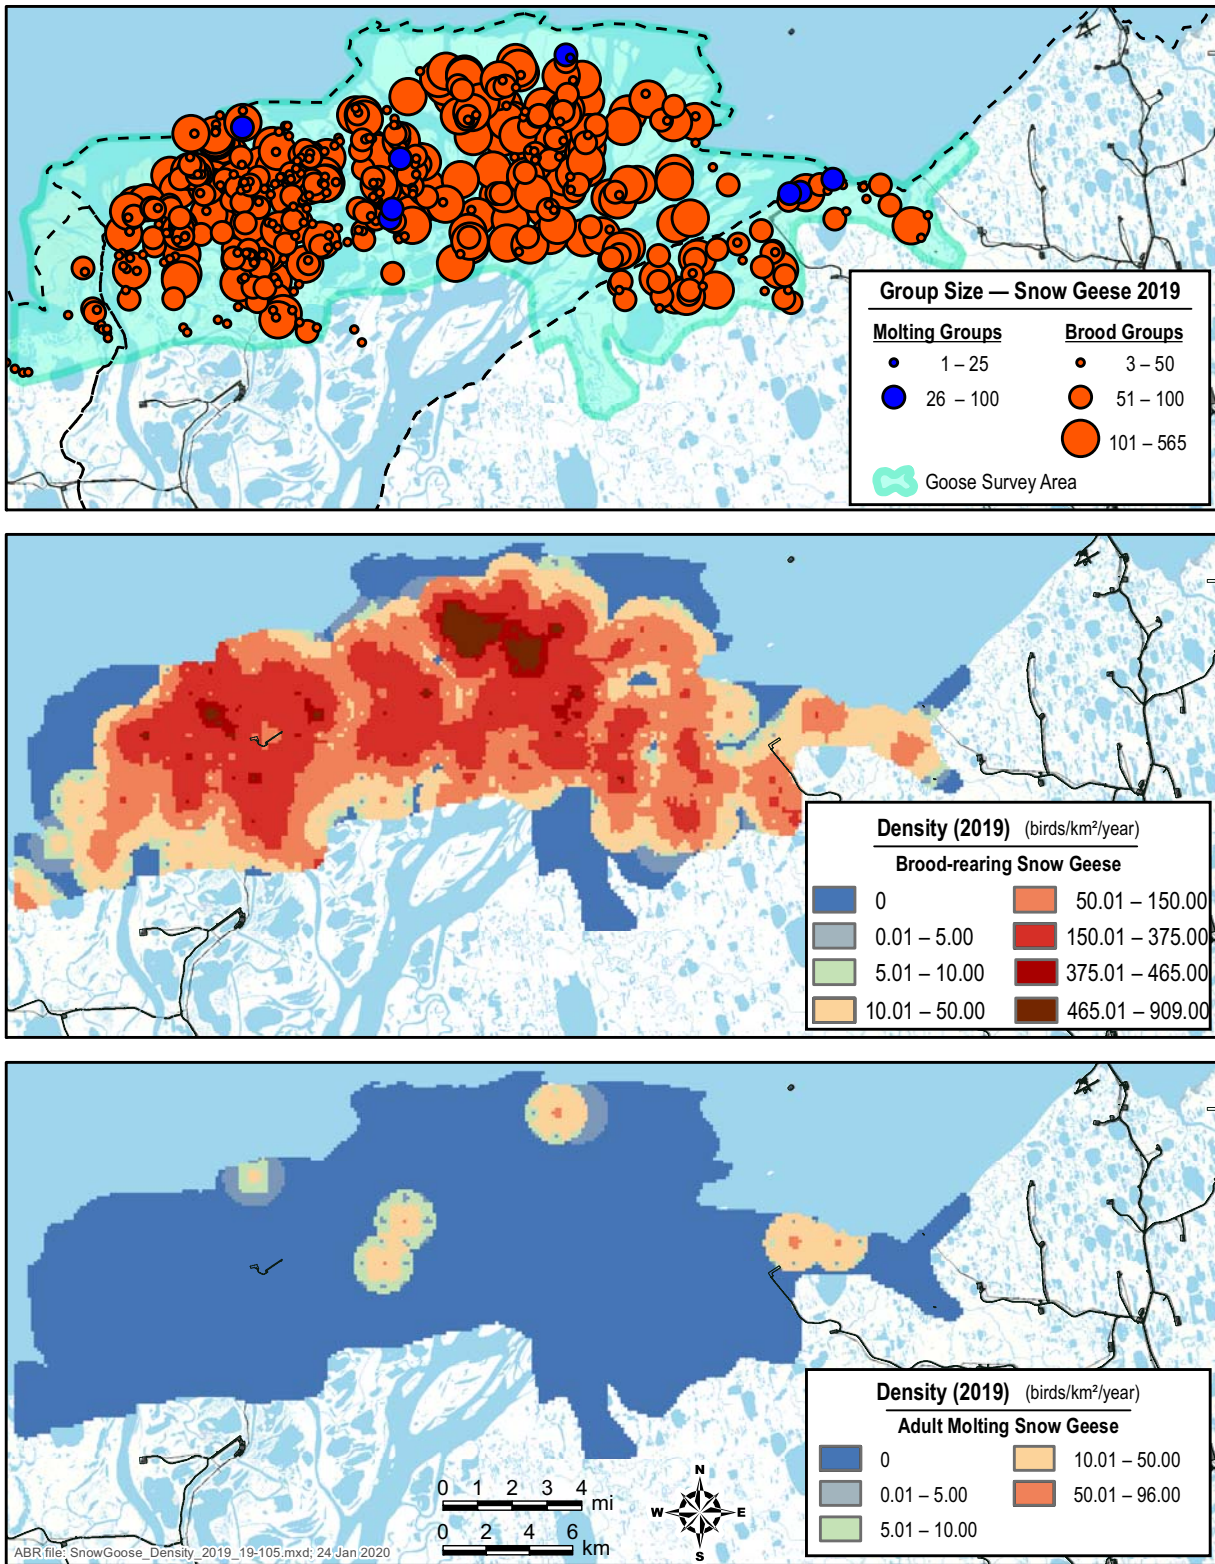 Group Size — Snow Geese 2019
Molting Groups Brood Groups
1 – 25 3 – 50
26 – 100 51 – 100
101 – 565
Goose Survey Area
Density (2019) (birds/km²/year)
Brood-rearing Snow Geese
0 50.01 – 150.00
0.01 – 5.00 150.01 – 375.00
5.01 – 10.00 375.01 – 465.00
10.01 – 50.00 465.01 – 909.00
Density (2019) (birds/km²/year)
Adult Molting Snow Geese
0 10.01 – 50.00
0.01 – 5.00 50.01 – 96.00
5.01 – 10.00
0 1 2 3 4
mi
0 2 4 6
km
N
W E
S
ABR file: SnowGoose_Density_2019_19-105.mxd; 24 Jan 2020